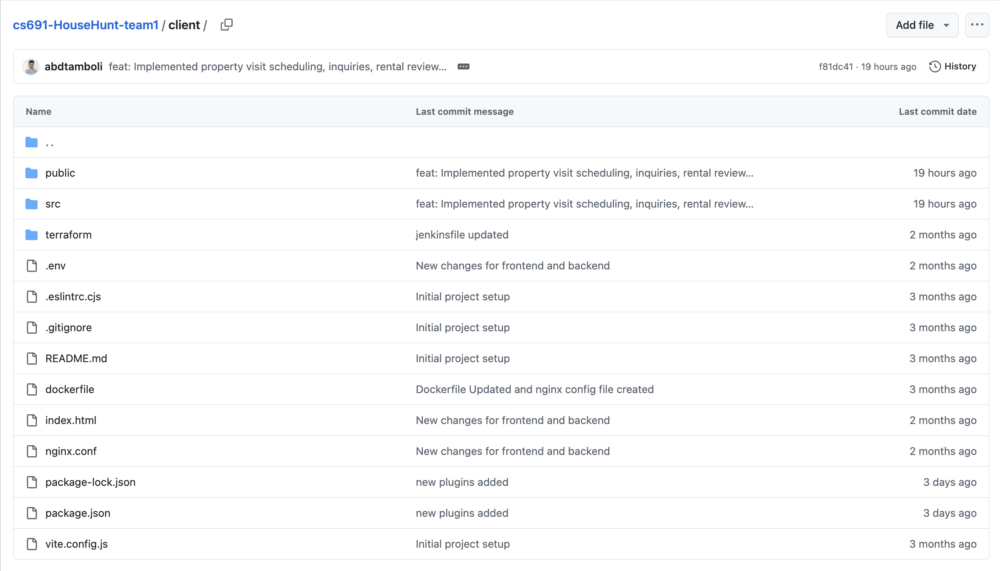 cs691-HouseHunt-team1 / client /
Add file
abdtamboli feat: Implemented property visit scheduling, inquiries, rental review...
f81dc41 · 19 hours ago History
Name Last commit message Last commit date
..
public feat: Implemented property visit scheduling, inquiries, rental review... 19 hours ago
src feat: Implemented property visit scheduling, inquiries, rental review... 19 hours ago
terraform jenkinsfile updated 2 months ago
.env New changes for frontend and backend 2 months ago
.eslintrc.cjs Initial project setup 3 months ago
.gitignore Initial project setup 3 months ago
README.md Initial project setup 3 months ago
dockerfile Dockerfile Updated and nginx config file created 3 months ago
index.html New changes for frontend and backend 2 months ago
nginx.conf New changes for frontend and backend 2 months ago
package-lock.json new plugins added 3 days ago
package.json new plugins added 3 days ago
vite.config.js Initial project setup 3 months ago